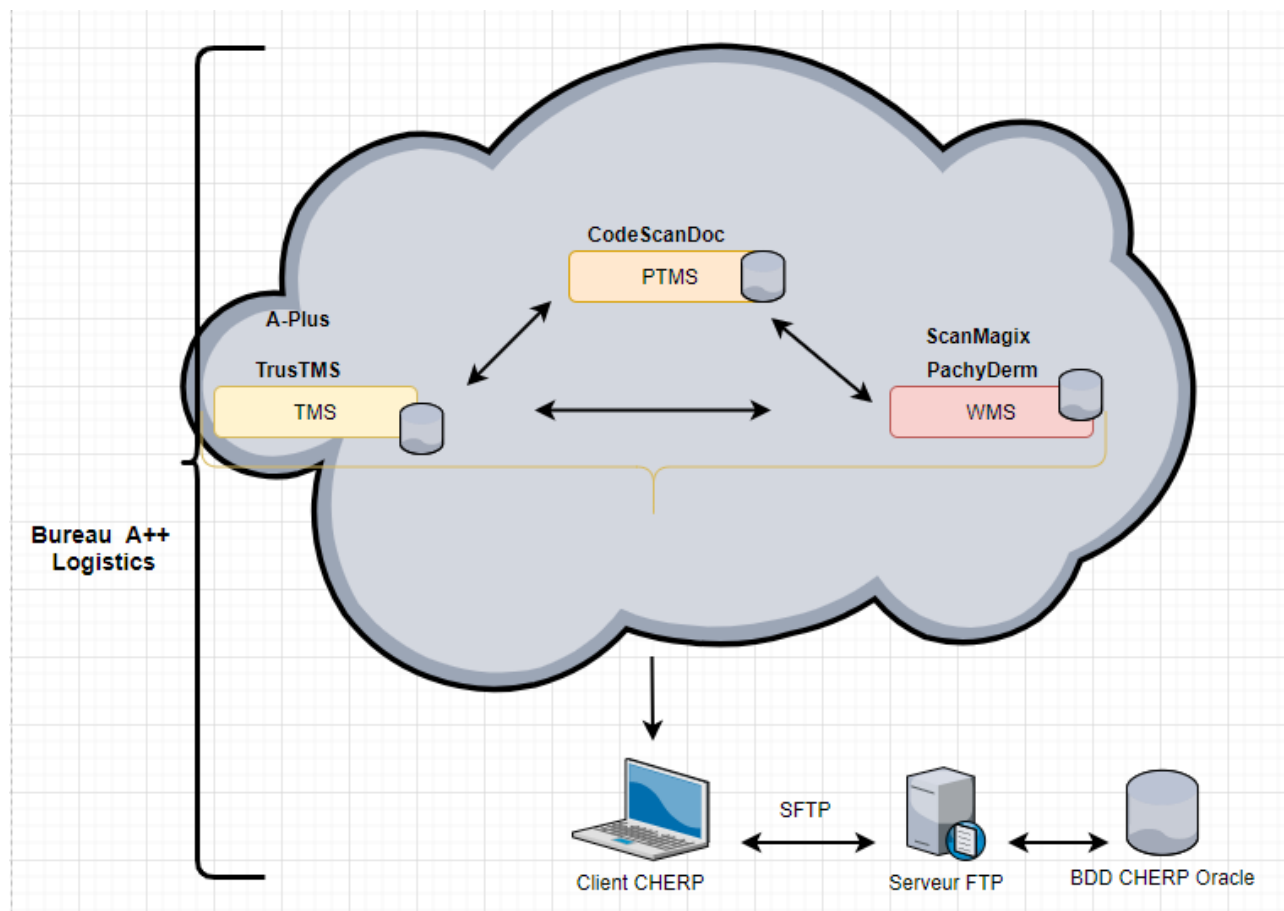 CodeScanDoc
PTMS
A-Plus
TrusTMS
TMS
ScanMagix
PachyDerm
WMS
Bureau A++
Logistics
SFTP
Client CHERP
Serveur FTP
BDD CHERP Oracle